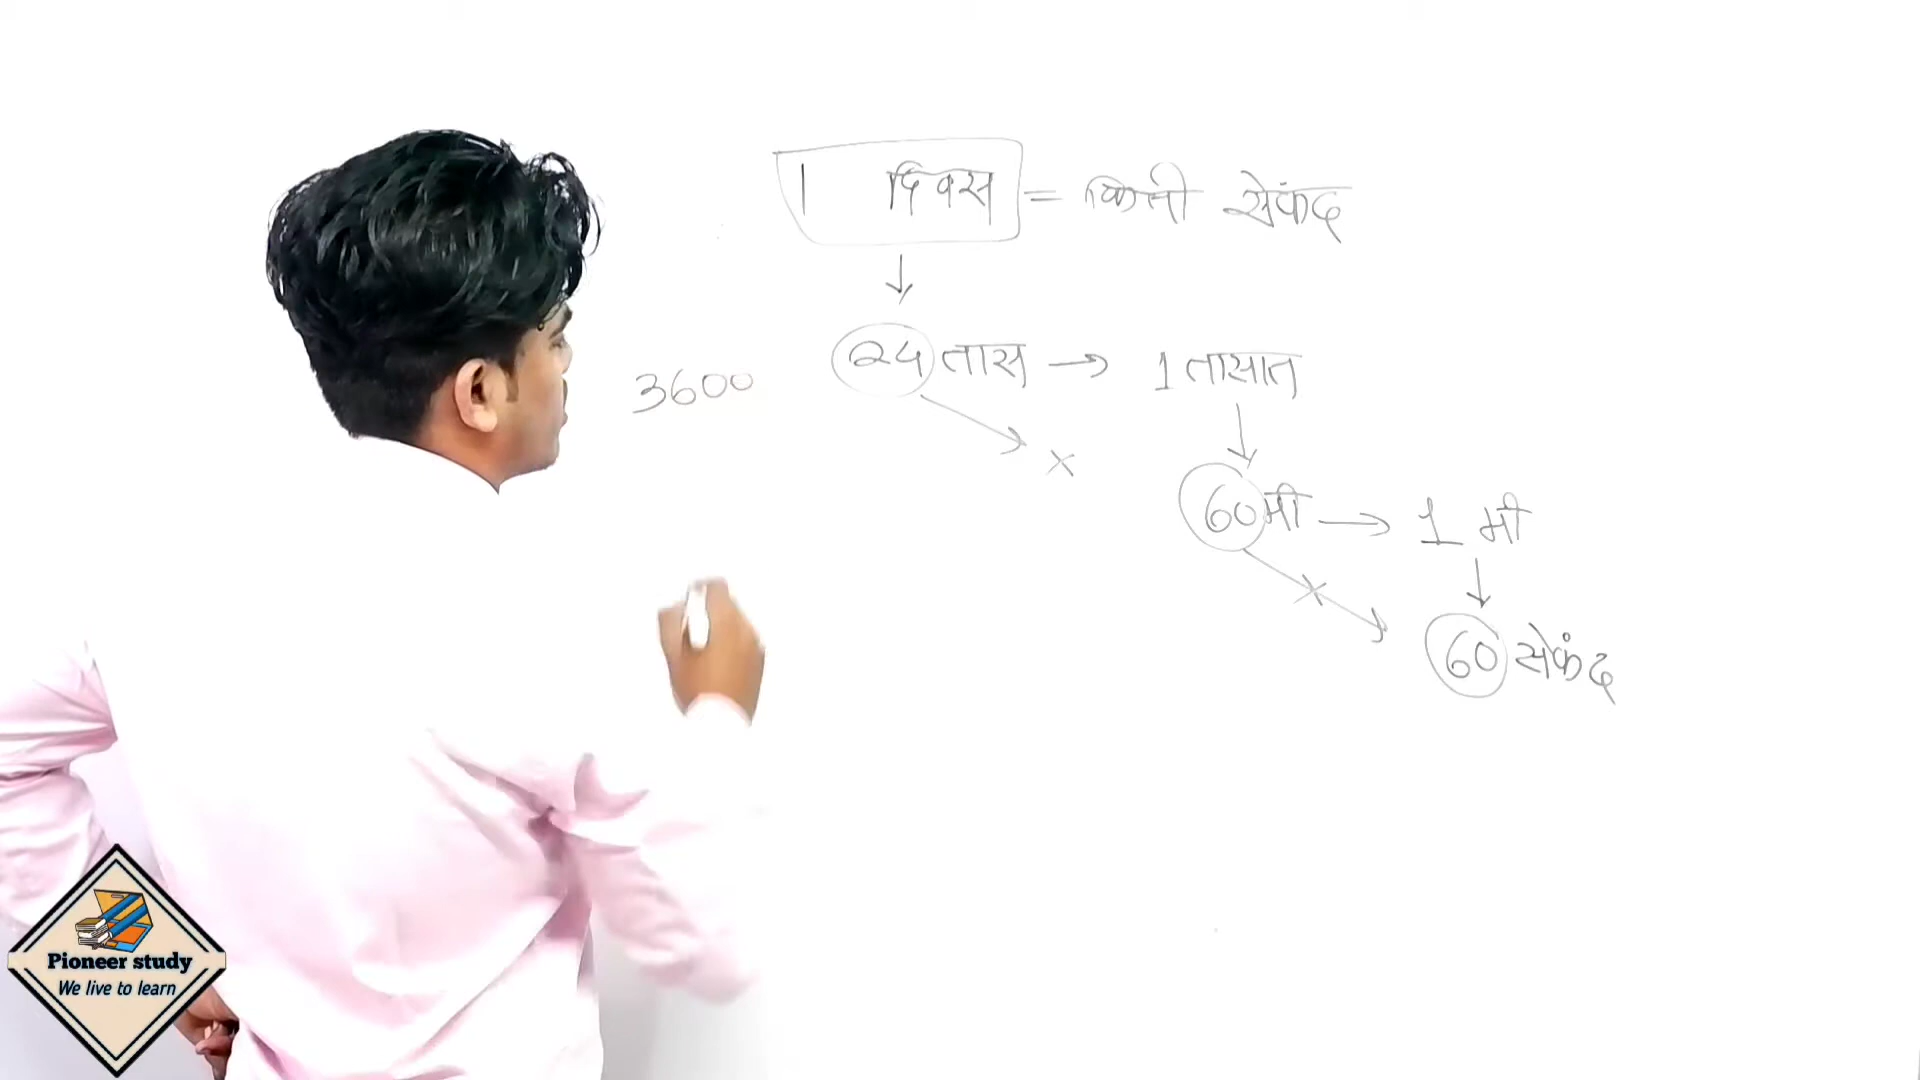 1 दिवस = किती सेकंद
↓
3600 24 तास → 1 तासात
×
60 मी → 1 मी
×
60 सेकंद
Pioneer study
We live to learn